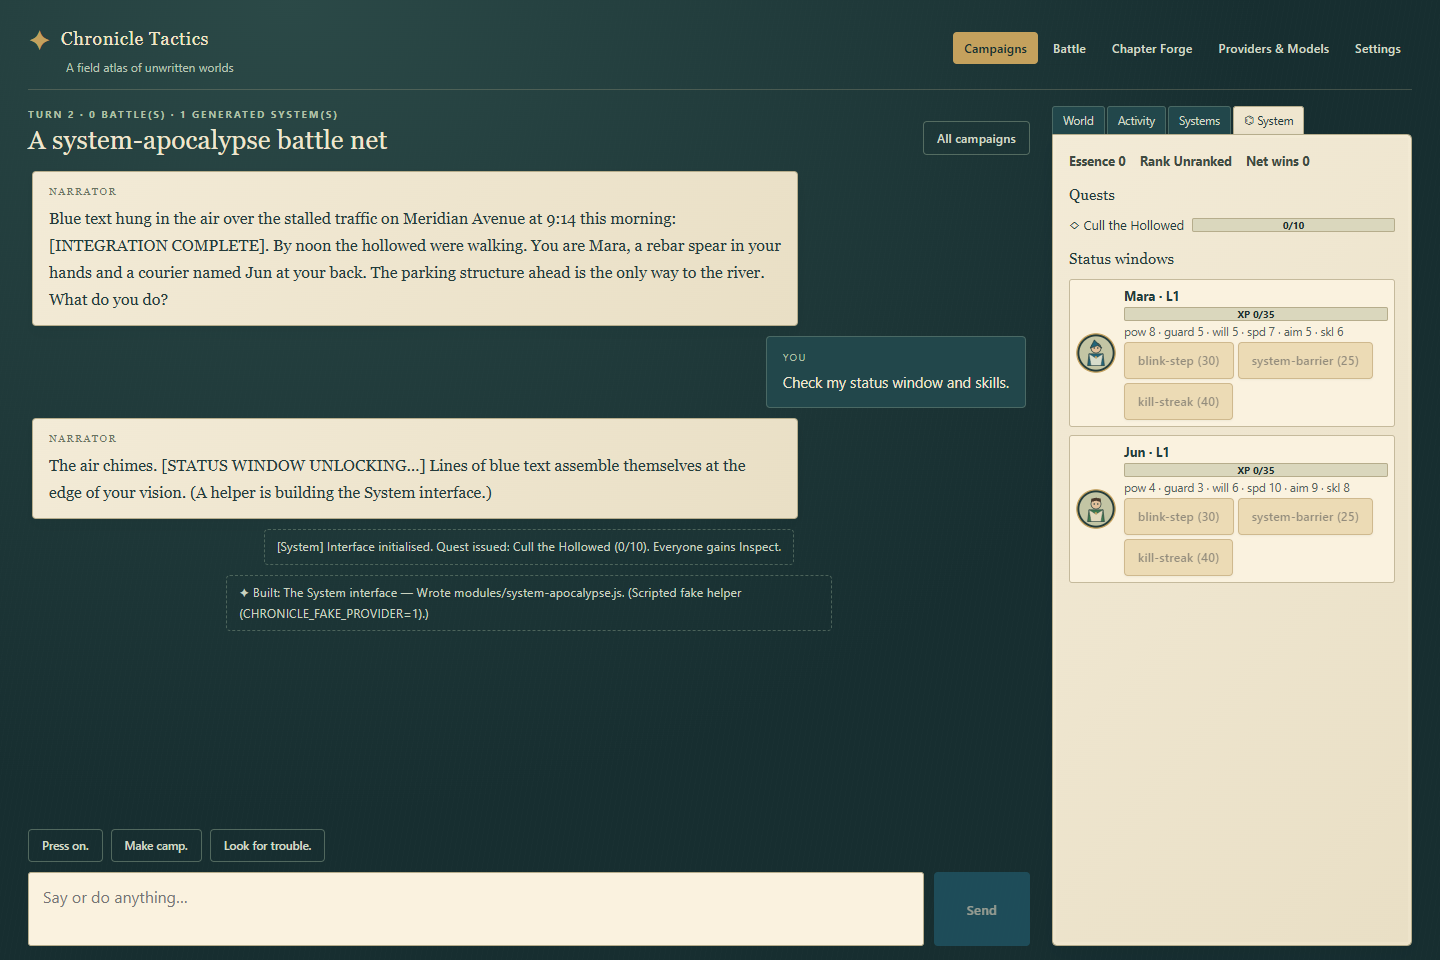 Chronicle Tactics
A field atlas of unwritten worlds
Campaigns
Battle
Chapter Forge
Providers & Models
Settings
TURN 2 · 0 BATTLE(S) · 1 GENERATED SYSTEM(S)
A system-apocalypse battle net
All campaigns
NARRATOR
Blue text hung in the air over the stalled traffic on Meridian Avenue at 9:14 this morning:
[INTEGRATION COMPLETE]. By noon the hollowed were walking. You are Mara, a rebar spear in your
hands and a courier named Jun at your back. The parking structure ahead is the only way to the river.
What do you do?
YOU
Check my status window and skills.
NARRATOR
The air chimes. [STATUS WINDOW UNLOCKING...] Lines of blue text assemble themselves at the
edge of your vision. (A helper is building the System interface.)
[System] Interface initialised. Quest issued: Cull the Hollowed (0/10). Everyone gains Inspect.
✦ Built: The System interface — Wrote modules/system-apocalypse.js. (Scripted fake helper
(CHRONICLE_FAKE_PROVIDER=1).)
Press on.
Make camp.
Look for trouble.
Say or do anything...
Send
World
Activity
Systems
⌬ System
Essence 0 Rank Unranked Net wins 0
Quests
◇ Cull the Hollowed 0/10
Status windows
Mara · L1
XP 0/35
pow 8 · guard 5 · will 5 · spd 7 · aim 5 · skl 6
blink-step (30)
system-barrier (25)
kill-streak (40)
Jun · L1
XP 0/35
pow 4 · guard 3 · will 6 · spd 10 · aim 9 · skl 8
blink-step (30)
system-barrier (25)
kill-streak (40)